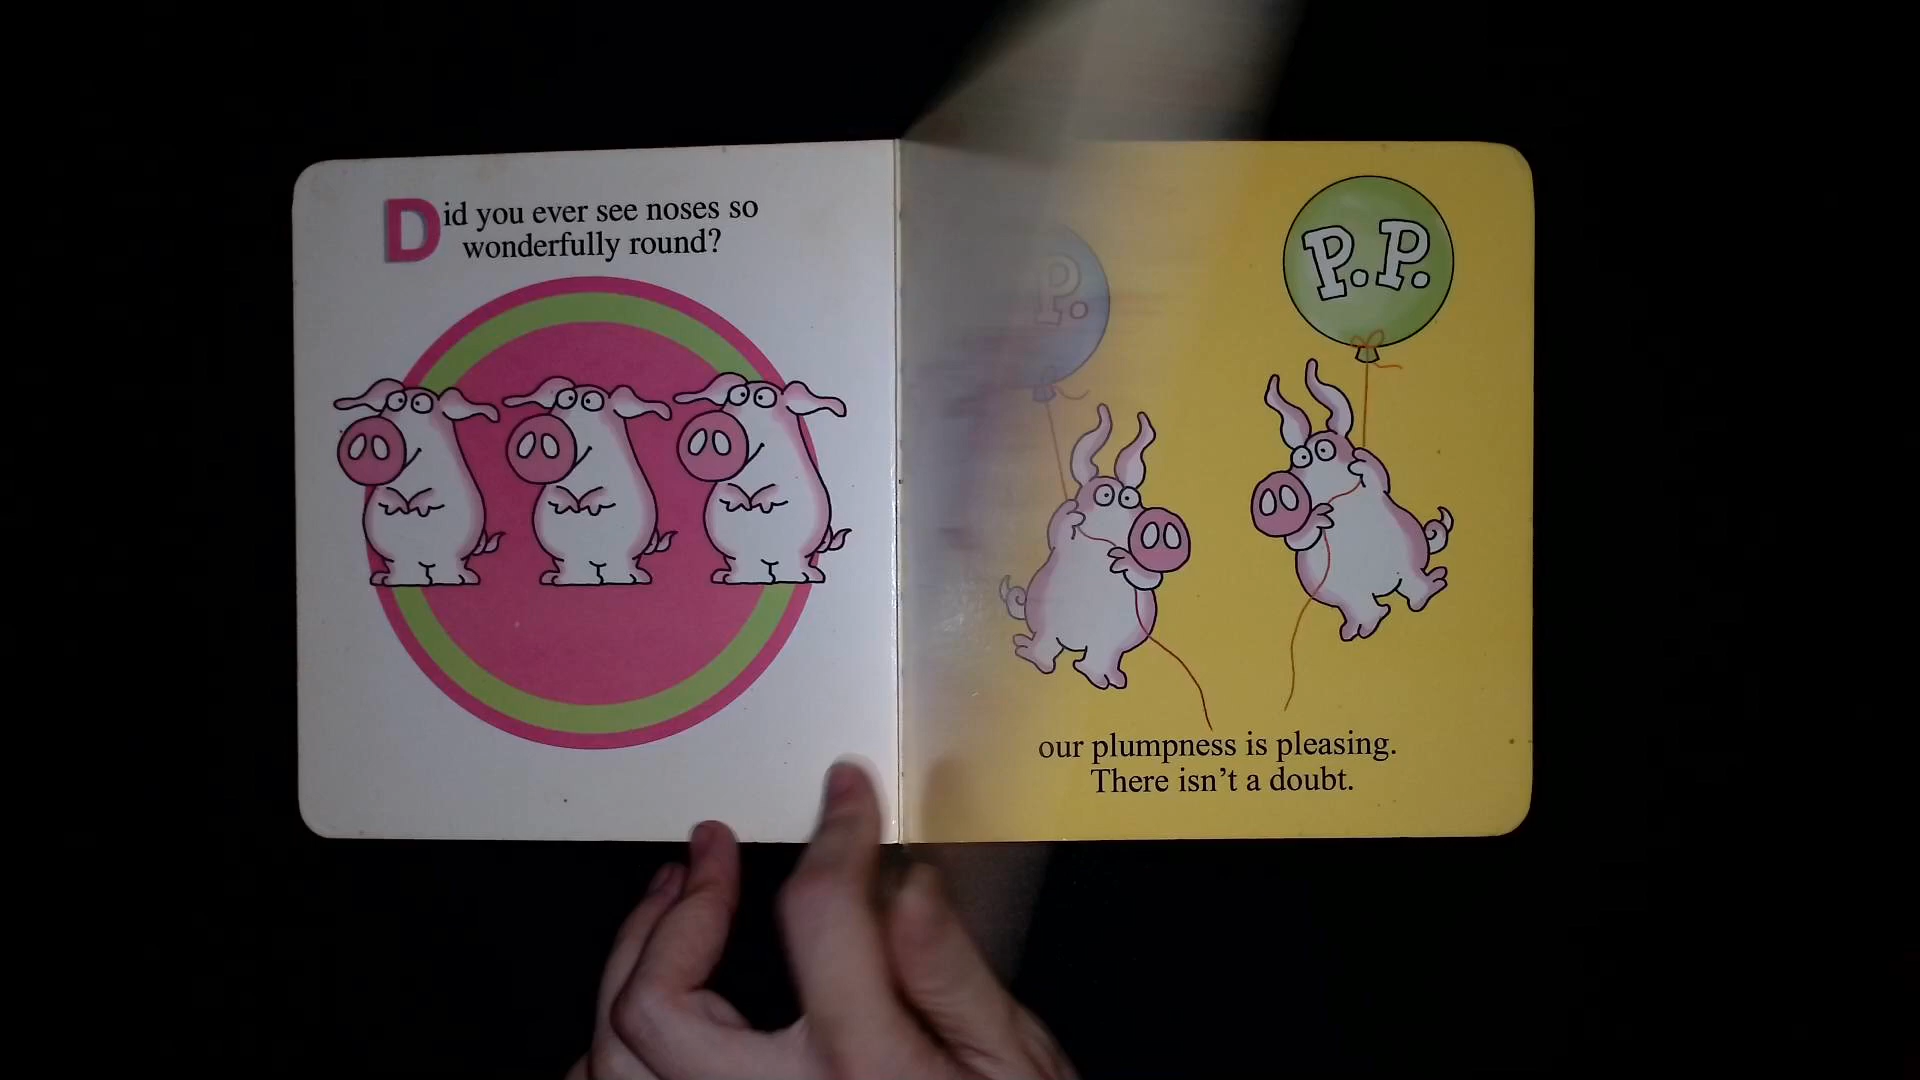 Did you ever see noses so
wonderfully round?
P.
P.P.
our plumpness is pleasing.
There isn't a doubt.